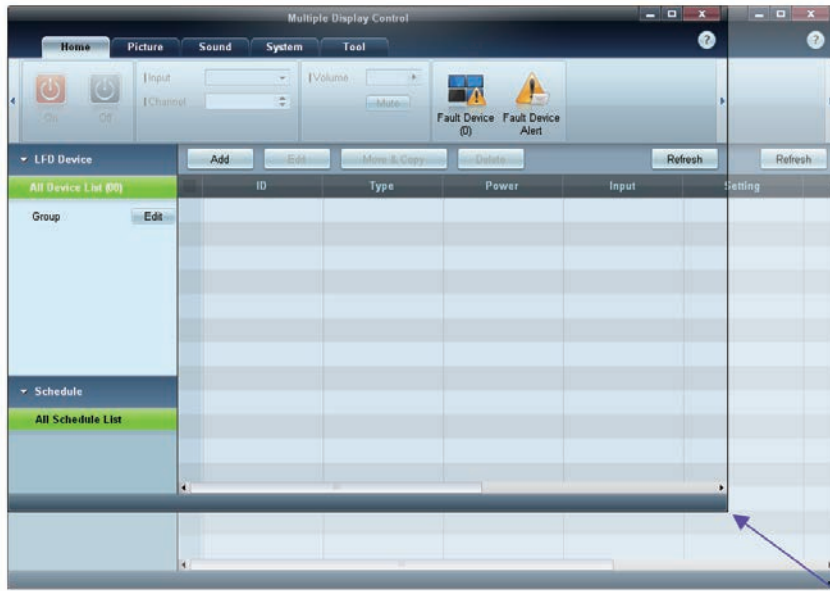 Multiple Display Control
X
X
Home Picture Sound System Tool
?
?
On
Off
Input
Channel
Volume
Mute
Fault Device
(0)
Fault Device
Alert
LFD Device
Add Edit Move & Copy Delete Refresh Refresh
All Device List (00)
ID Type Power Input Setting
Group Edit
Schedule
All Schedule List